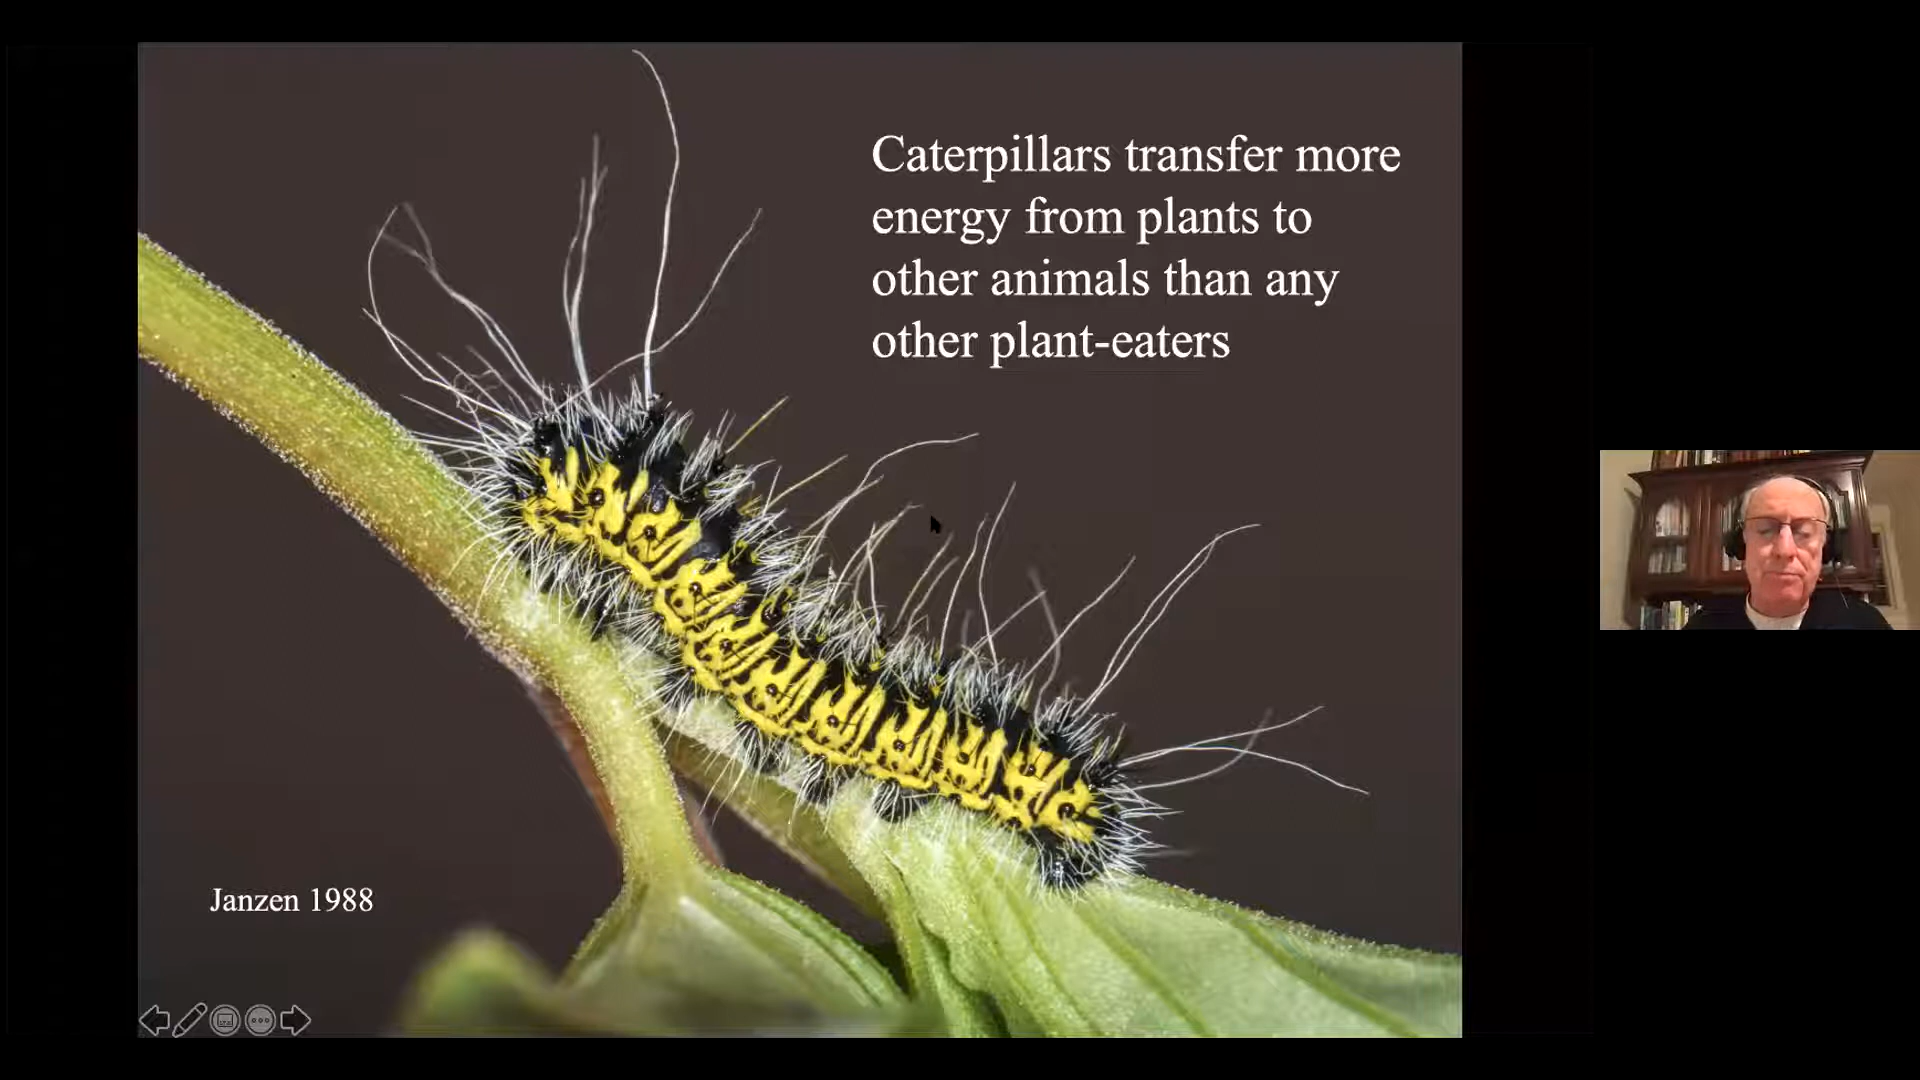 Caterpillars transfer more
energy from plants to
other animals than any
other plant-eaters
Janzen 1988